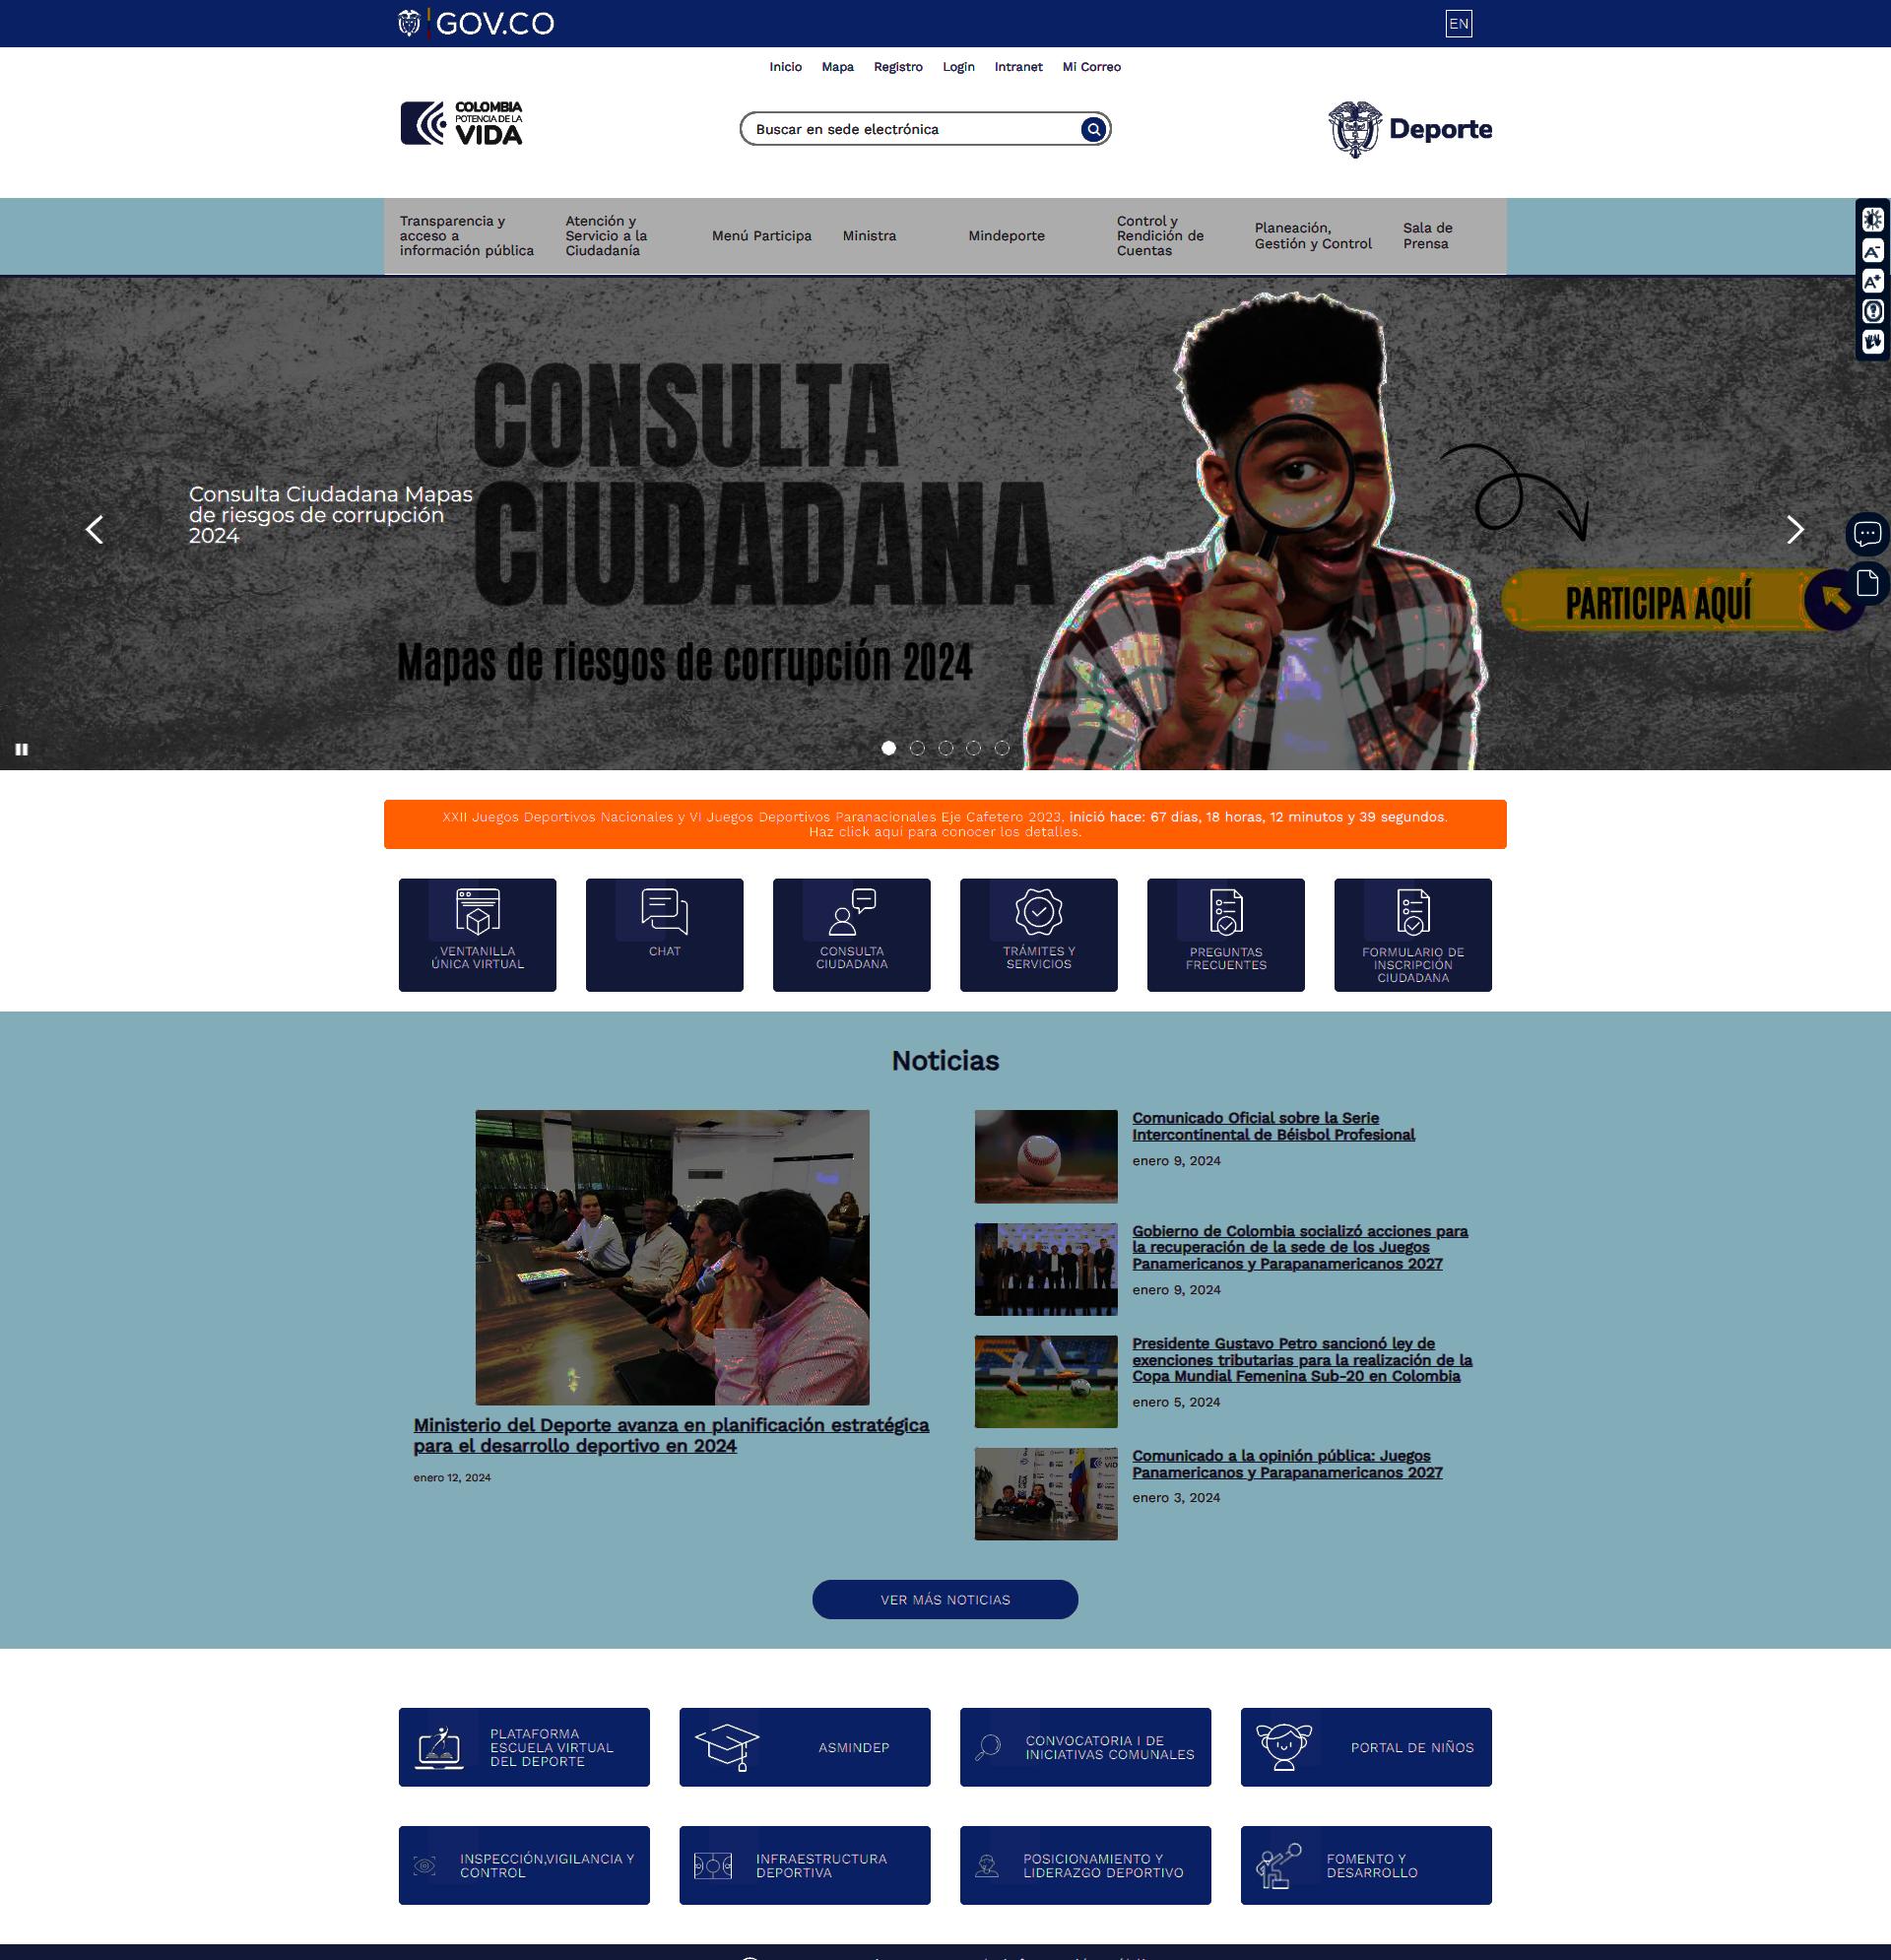 GOV.CO
EN
Inicio Mapa Registro Login Intranet Mi Correo
COLOMBIA
POTENCIA DE LA
VIDA
Buscar en sede electrónica
Deporte
Transparencia y
acceso a
información pública
Atención y
Servicio a la
Ciudadanía
Menú Participa
Ministra
Mindeporte
Control y
Rendición de
Cuentas
Planeación,
Gestión y Control
Sala de
Prensa
A-
A+
CONSULTA
CIUDADANA
Mapas de riesgos de corrupción 2024
Consulta Ciudadana Mapas
de riesgos de corrupción
2024
PARTICIPA AQUÍ
XXII Juegos Deportivos Nacionales y VI Juegos Deportivos Paranacionales Eje Cafetero 2023, inició hace: 67 días, 18 horas, 12 minutos y 39 segundos.
Haz click aquí para conocer los detalles.
VENTANILLA
ÚNICA VIRTUAL
CHAT
CONSULTA
CIUDADANA
TRÁMITES Y
SERVICIOS
PREGUNTAS
FRECUENTES
FORMULARIO DE
INSCRIPCIÓN
CIUDADANA
Noticias
Ministerio del Deporte avanza en planificación estratégica
para el desarrollo deportivo en 2024
enero 12, 2024
Comunicado Oficial sobre la Serie
Intercontinental de Béisbol Profesional
enero 9, 2024
Gobierno de Colombia socializó acciones para
la recuperación de la sede de los Juegos
Panamericanos y Parapanamericanos 2027
enero 9, 2024
Presidente Gustavo Petro sancionó ley de
exenciones tributarias para la realización de la
Copa Mundial Femenina Sub-20 en Colombia
enero 5, 2024
Comunicado a la opinión pública: Juegos
Panamericanos y Parapanamericanos 2027
enero 3, 2024
VER MÁS NOTICIAS
PLATAFORMA
ESCUELA VIRTUAL
DEL DEPORTE
ASMINDEP
CONVOCATORIA I DE
INICIATIVAS COMUNALES
PORTAL DE NIÑOS
INSPECCIÓN,VIGILANCIA Y
CONTROL
INFRAESTRUCTURA
DEPORTIVA
POSICIONAMIENTO Y
LIDERAZGO DEPORTIVO
FOMENTO Y
DESARROLLO